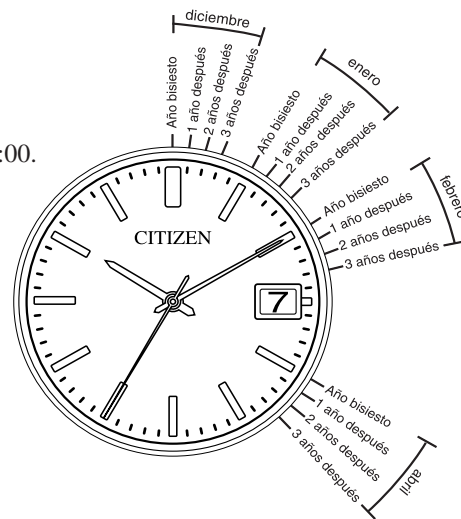 diciembre
Año bisiesto
1 año después
2 años después
3 años después
enero
Año bisiesto
1 año después
2 años después
3 años después
febrero
Año bisiesto
1 año después
2 años después
3 años después
:00.
CITIZEN
7
Año bisiesto
1 año después
2 años después
3 años después
abril